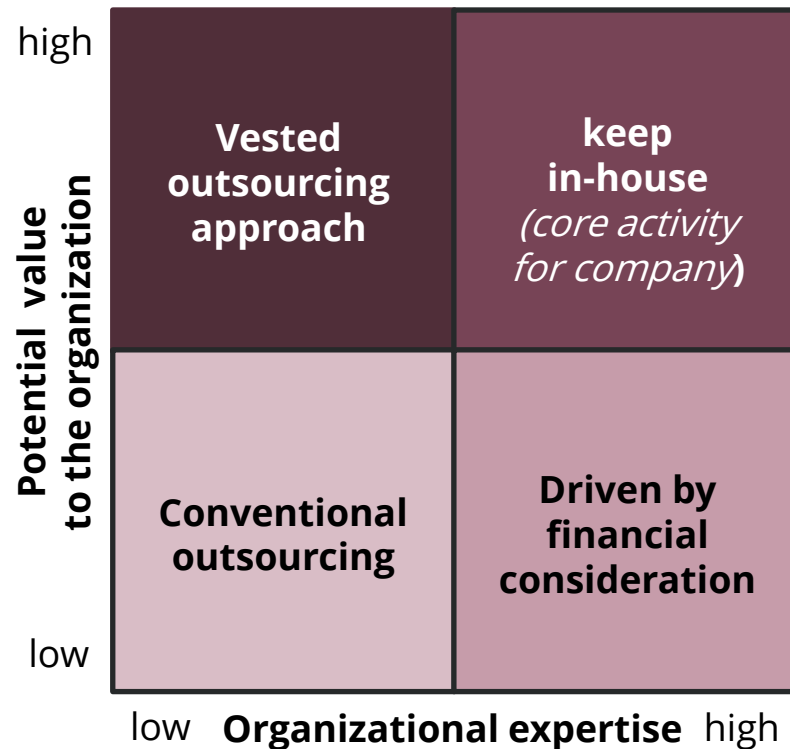 high
Vested
outsourcing
approach
keep
in-house
(core activity
for company)
Potential value
to the organization
Conventional
outsourcing
Driven by
financial
consideration
low
low Organizational expertise high